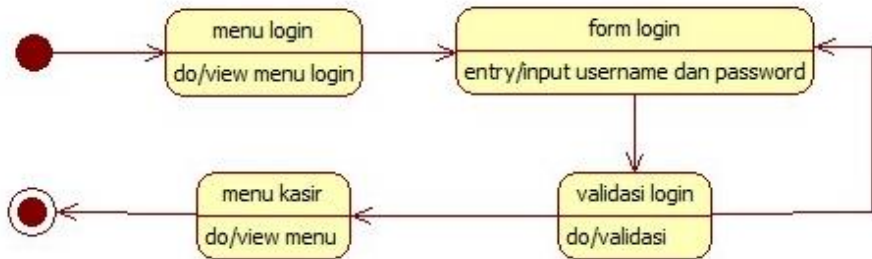 menu login
do/view menu login
form login
entry/input username dan password
menu kasir
do/view menu
validasi login
do/validasi